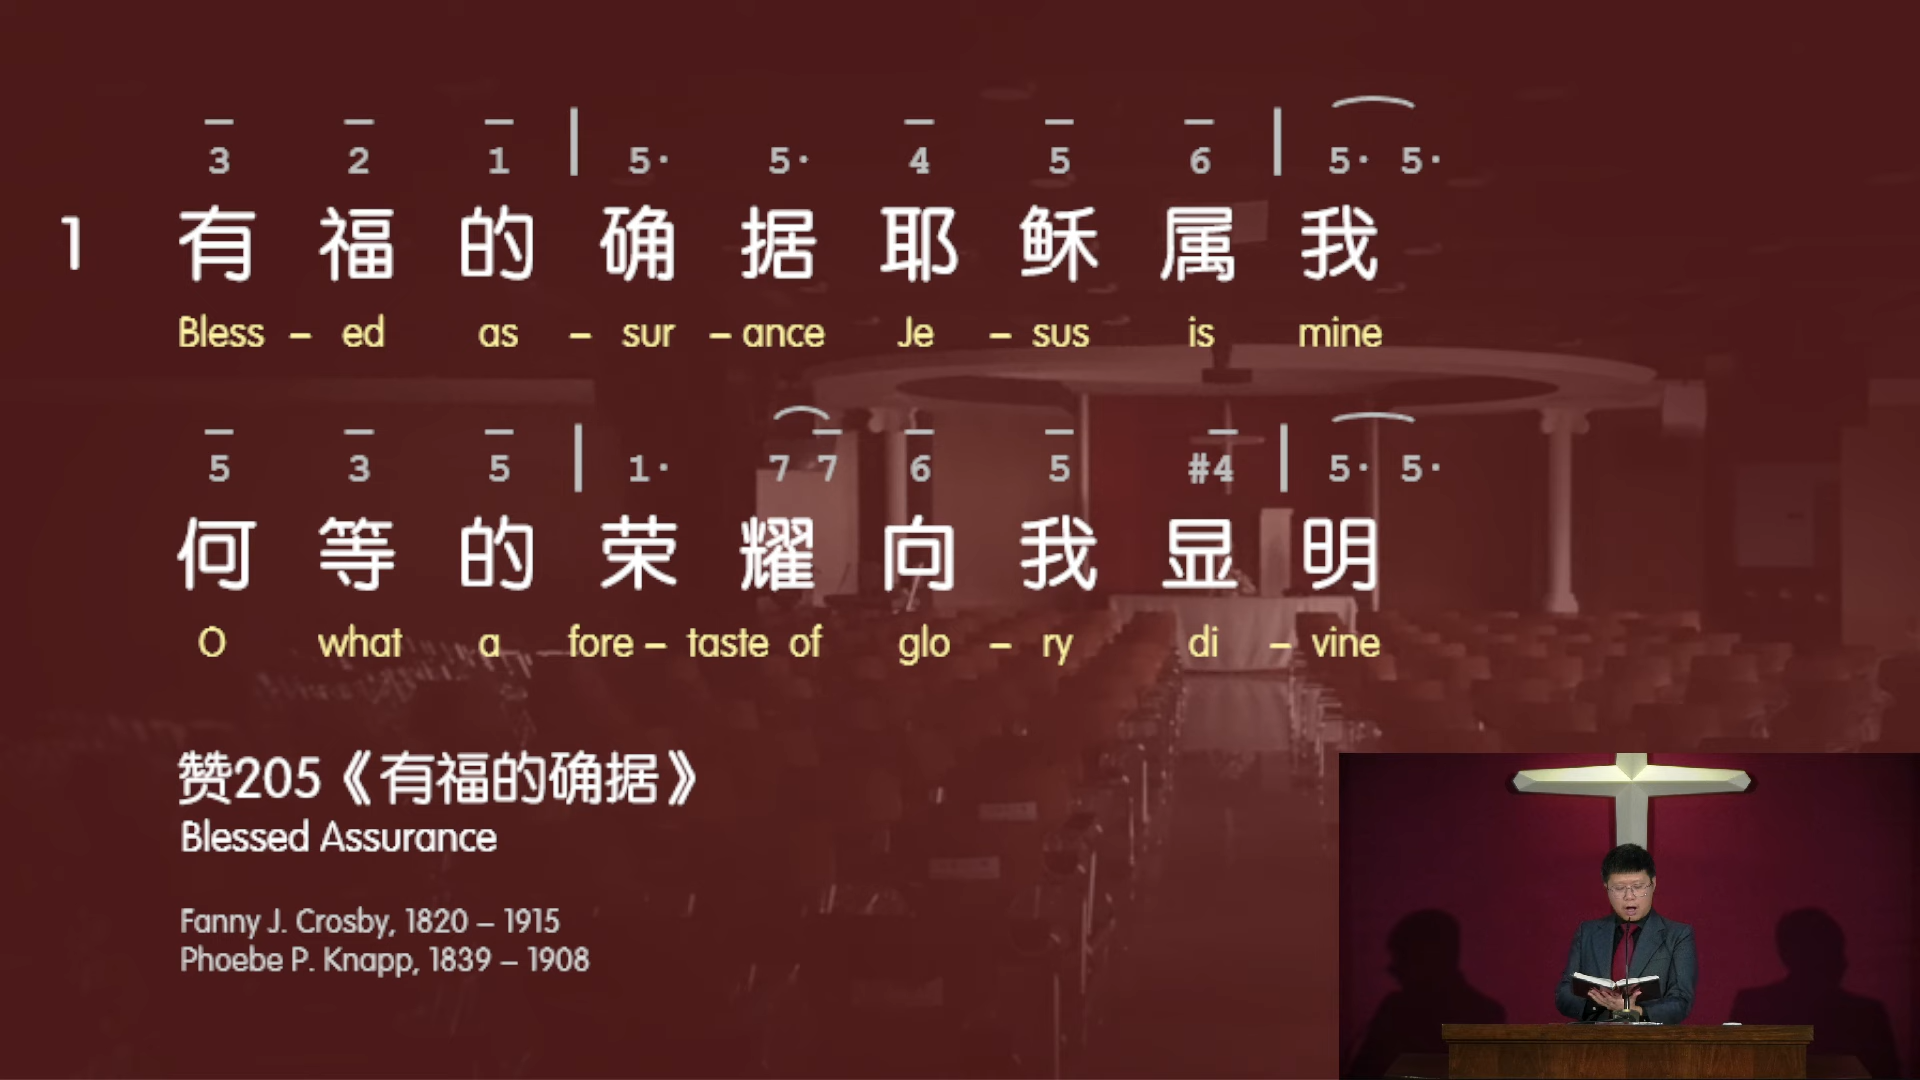 3 2 1 | 5· 5· 4 5 6 | 5· 5·
1 有福的确据耶稣属我
Bless – ed as – sur – ance Je – sus is mine
5 3 5 | 1· 7 7 6 5 #4 | 5· 5·
何等的荣耀向我显明
O what a fore – taste of glo – ry di – vine
赞205《有福的确据》
Blessed Assurance
Fanny J. Crosby, 1820 – 1915
Phoebe P. Knapp, 1839 – 1908